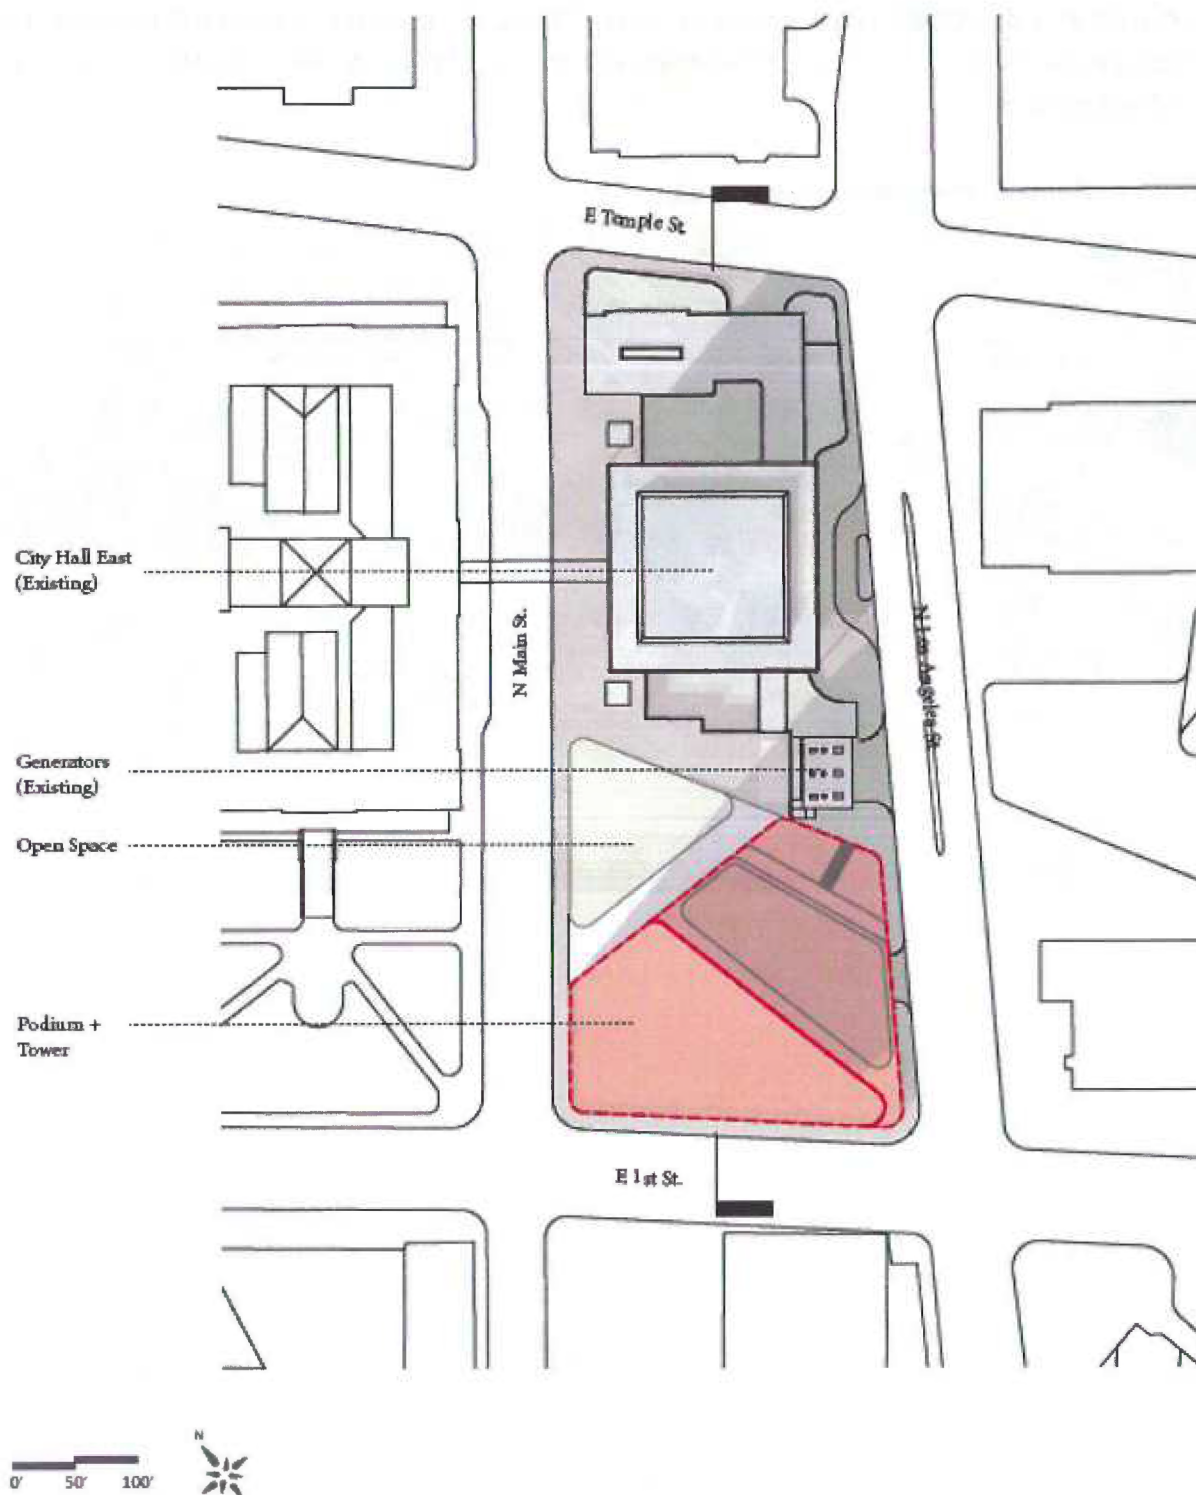 E Temple St.
City Hall East
(Existing)
N Main St.
N Los Angeles St.
Generators
(Existing)
Open Space
Podium +
Tower
E 1st St.
N
0' 50' 100'